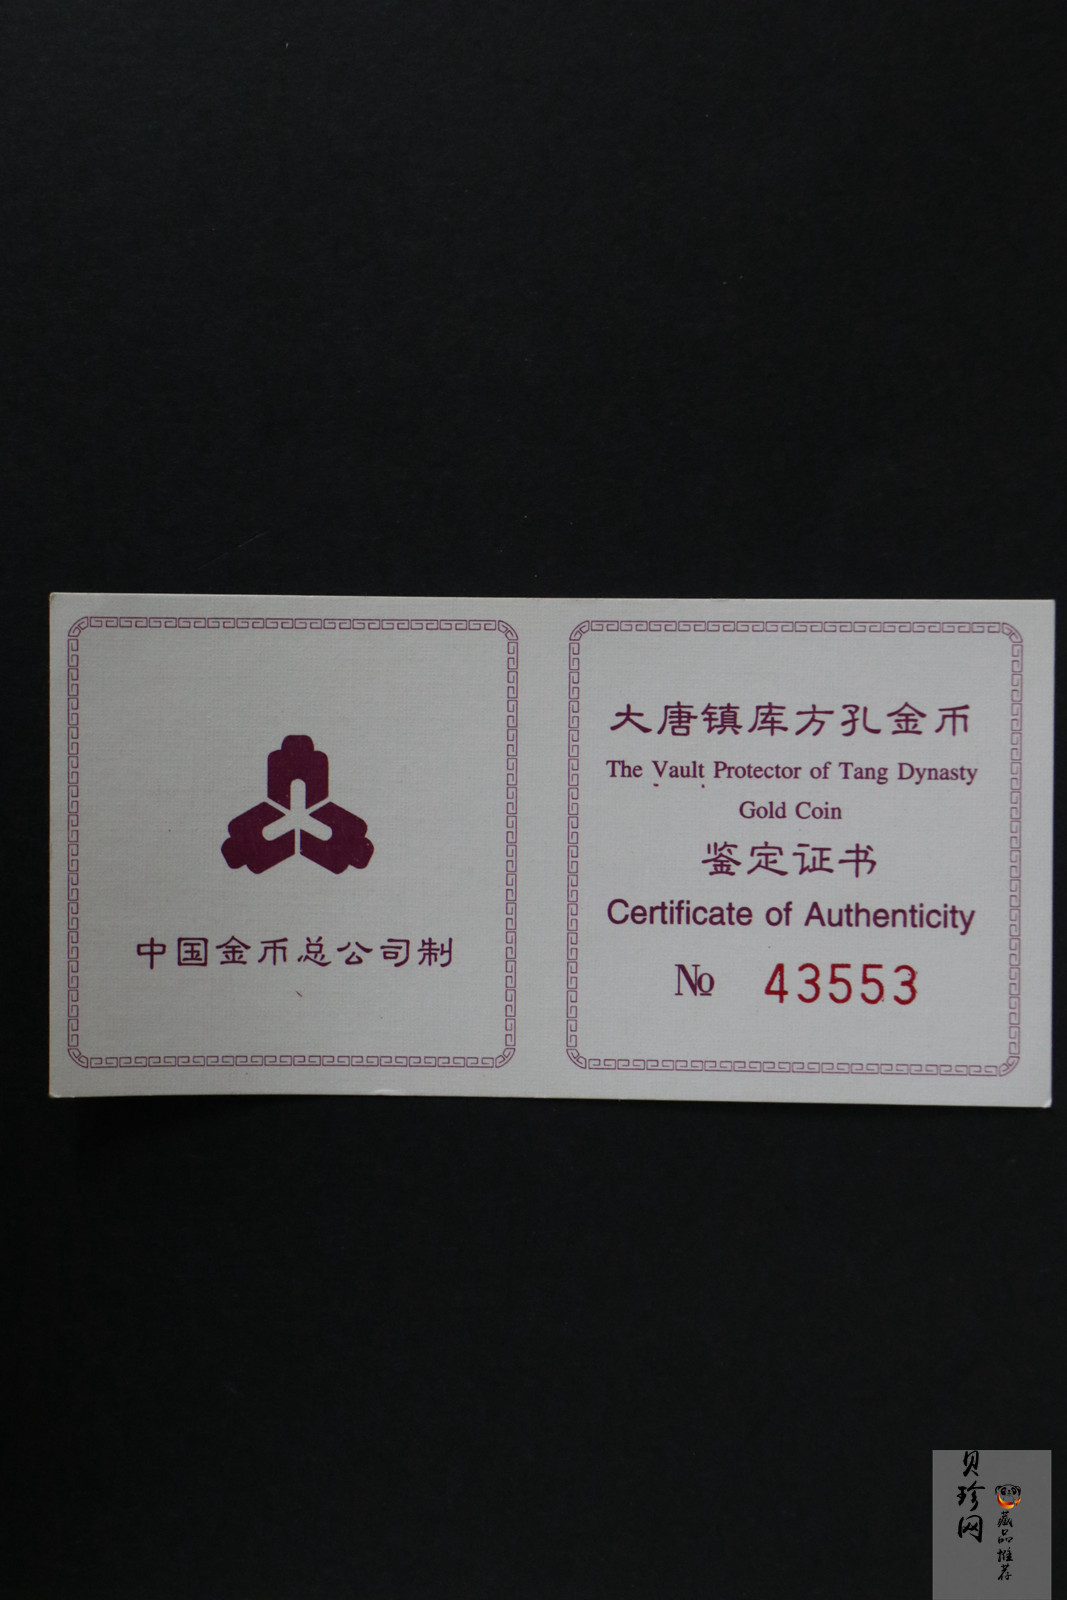 中国金币总公司制
大唐镇库方孔金币
The Vault Protector of Tang Dynasty
Gold Coin
鉴定证书
Certificate of Authenticity
№ 43553
贝珍网
藏品推荐